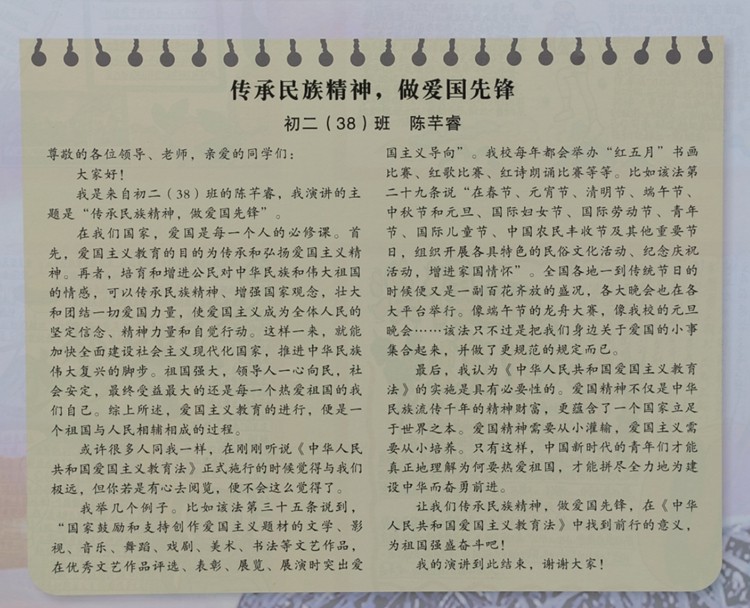 传承民族精神，做爱国先锋
初二（38）班 陈芊睿
尊敬的各位领导、老师，亲爱的同学们：
大家好！
我是来自初二（38）班的陈芊睿，我演讲的主
题是“传承民族精神，做爱国先锋”。
在我们国家，爱国是每一个人的必修课。首
先，爱国主义教育的目的为传承和弘扬爱国主义精
神。再者，培育和增进公民对中华民族和伟大祖国
的情感，可以传承民族精神、增强国家观念，壮大
和团结一切爱国力量，使爱国主义成为全体人民的
坚定信念、精神力量和自觉行动。这样一来，就能
加快全面建设社会主义现代化国家，推进中华民族
伟大复兴的脚步。祖国强大，领导人一心向民，社
会安定，最终受益最大的还是每一个热爱祖国的我
们自己。综上所述，爱国主义教育的进行，便是一
个祖国与人民相辅相成的过程。
或许很多人同我一样，在刚刚听说《中华人民
共和国爱国主义教育法》正式施行的时候觉得与我们
极远，但你若是有心去阅览，便不会这么觉得了。
我举几个例子。比如该法第三十五条说到，
“国家鼓励和支持创作爱国主义题材的文学、影
视、音乐、舞蹈、戏剧、美术、书法等文艺作品，
在优秀文艺作品评选、表彰、展览、展演时突出爱
国主义导向”。我校每年都会举办“红五月”书画
比赛、红歌比赛、红诗朗诵比赛等等。比如该法第
二十九条说“在春节、元宵节、清明节、端午节、
中秋节和元旦、国际妇女节、国际劳动节、青年
节、国际儿童节、中国农民丰收节及其他重要节
日，组织开展各具特色的民俗文化活动、纪念庆祝
活动，增进家国情怀”。全国各地一到传统节日的
时候便又是一副百花齐放的盛况，各大晚会也在各
大平台举行。像端午节的龙舟大赛，像我校的元旦
晚会……该法只不过是把我们身边关于爱国的小事
集合起来，并做了更规范的规定而已。
最后，我认为《中华人民共和国爱国主义教育
法》的实施是具有必要性的。爱国精神不仅是中华
民族流传千年的精神财富，更蕴含了一个国家立足
于世界之本。爱国精神需要从小灌输，爱国主义需
要从小培养。只有这样，中国新时代的青年们才能
真正地理解为何要热爱祖国，才能拼尽全力地为建
设中华而奋勇前进。
让我们传承民族精神，做爱国先锋，在《中华
人民共和国爱国主义教育法》中找到前行的意义，
为祖国强盛奋斗吧！
我的演讲到此结束，谢谢大家！